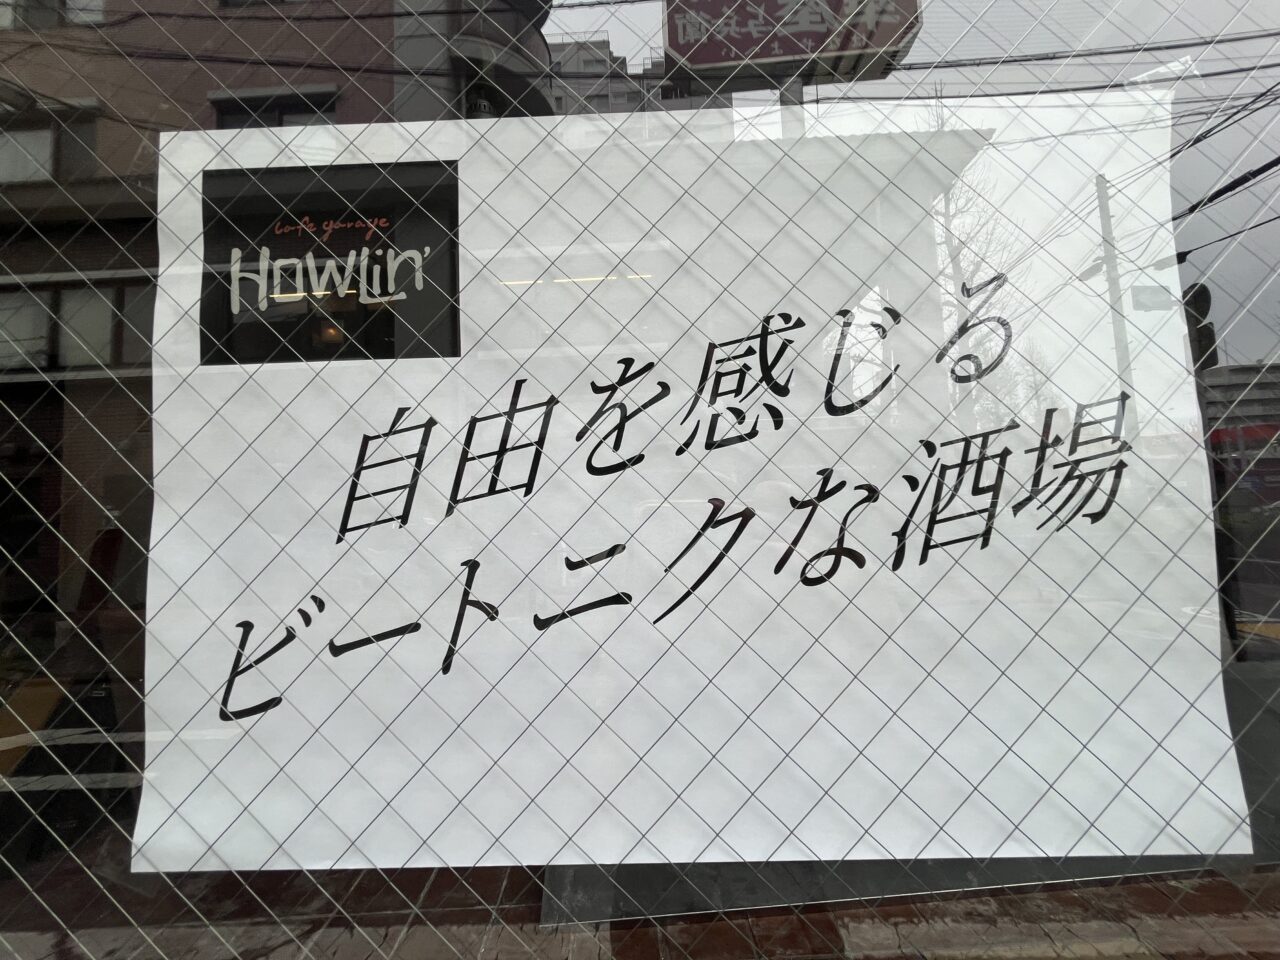 cafe garage
HOWLin'
自由を感じる
ビートニクな酒場